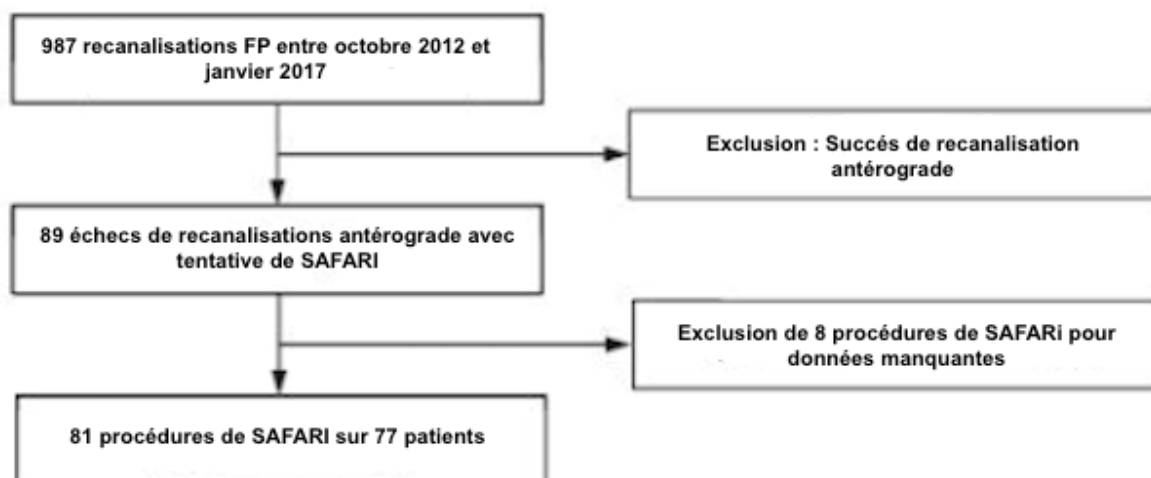 987 recanalisations FP entre octobre 2012 et
janvier 2017
Exclusion : Succés de recanalisation
antérograde
89 échecs de recanalisations antérograde avec
tentative de SAFARI
Exclusion de 8 procédures de SAFARi pour
données manquantes
81 procédures de SAFARI sur 77 patients